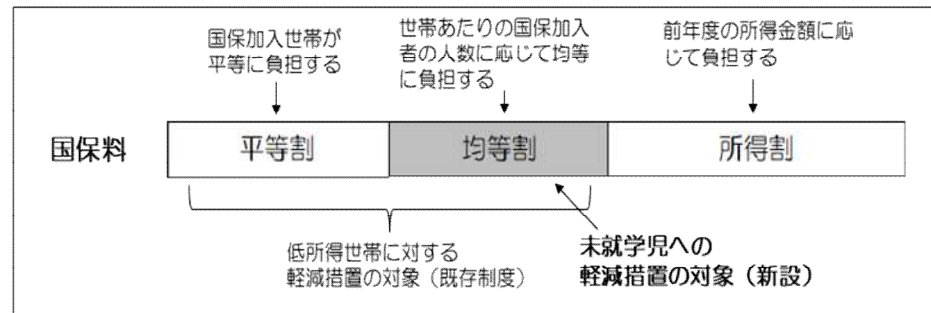 国保加入世帯が
平等に負担する
世帯あたりの国保加入
者の人数に応じて均等
に負担する
前年度の所得金額に応
じて負担する
国保料
平等割
均等割
所得割
低所得世帯に対する
軽減措置の対象（既存制度）
未就学児への
軽減措置の対象（新設）